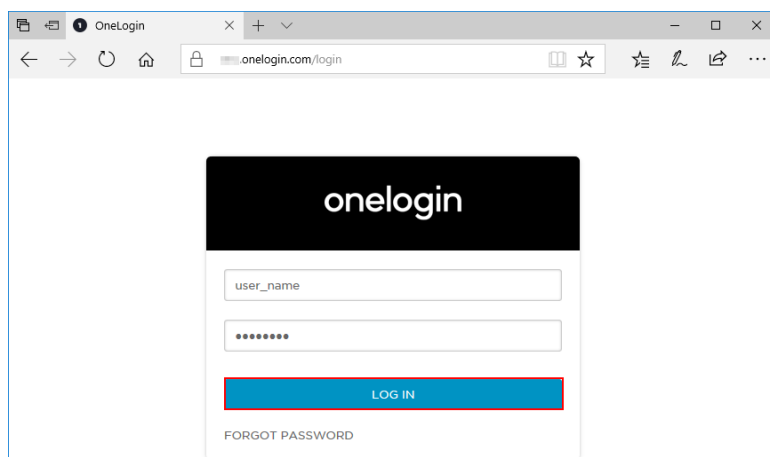 OneLogin
.onelogin.com/login
onelogin
user_name
••••••••
LOG IN
FORGOT PASSWORD